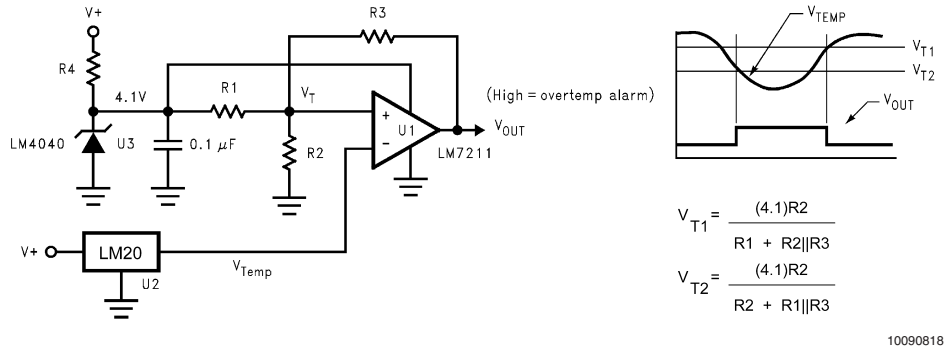 V+
R3
R4
4.1V
R1
V_T
LM4040
U3
0.1 μF
R2
+
−
U1
LM7211
V_OUT
(High = overtemp alarm)
V+
LM20
U2
V_Temp
V_TEMP
V_T1
V_T2
V_OUT
V_T1 = (4.1)R2
R1 + R2||R3
V_T2 = (4.1)R2
R2 + R1||R3
10090818